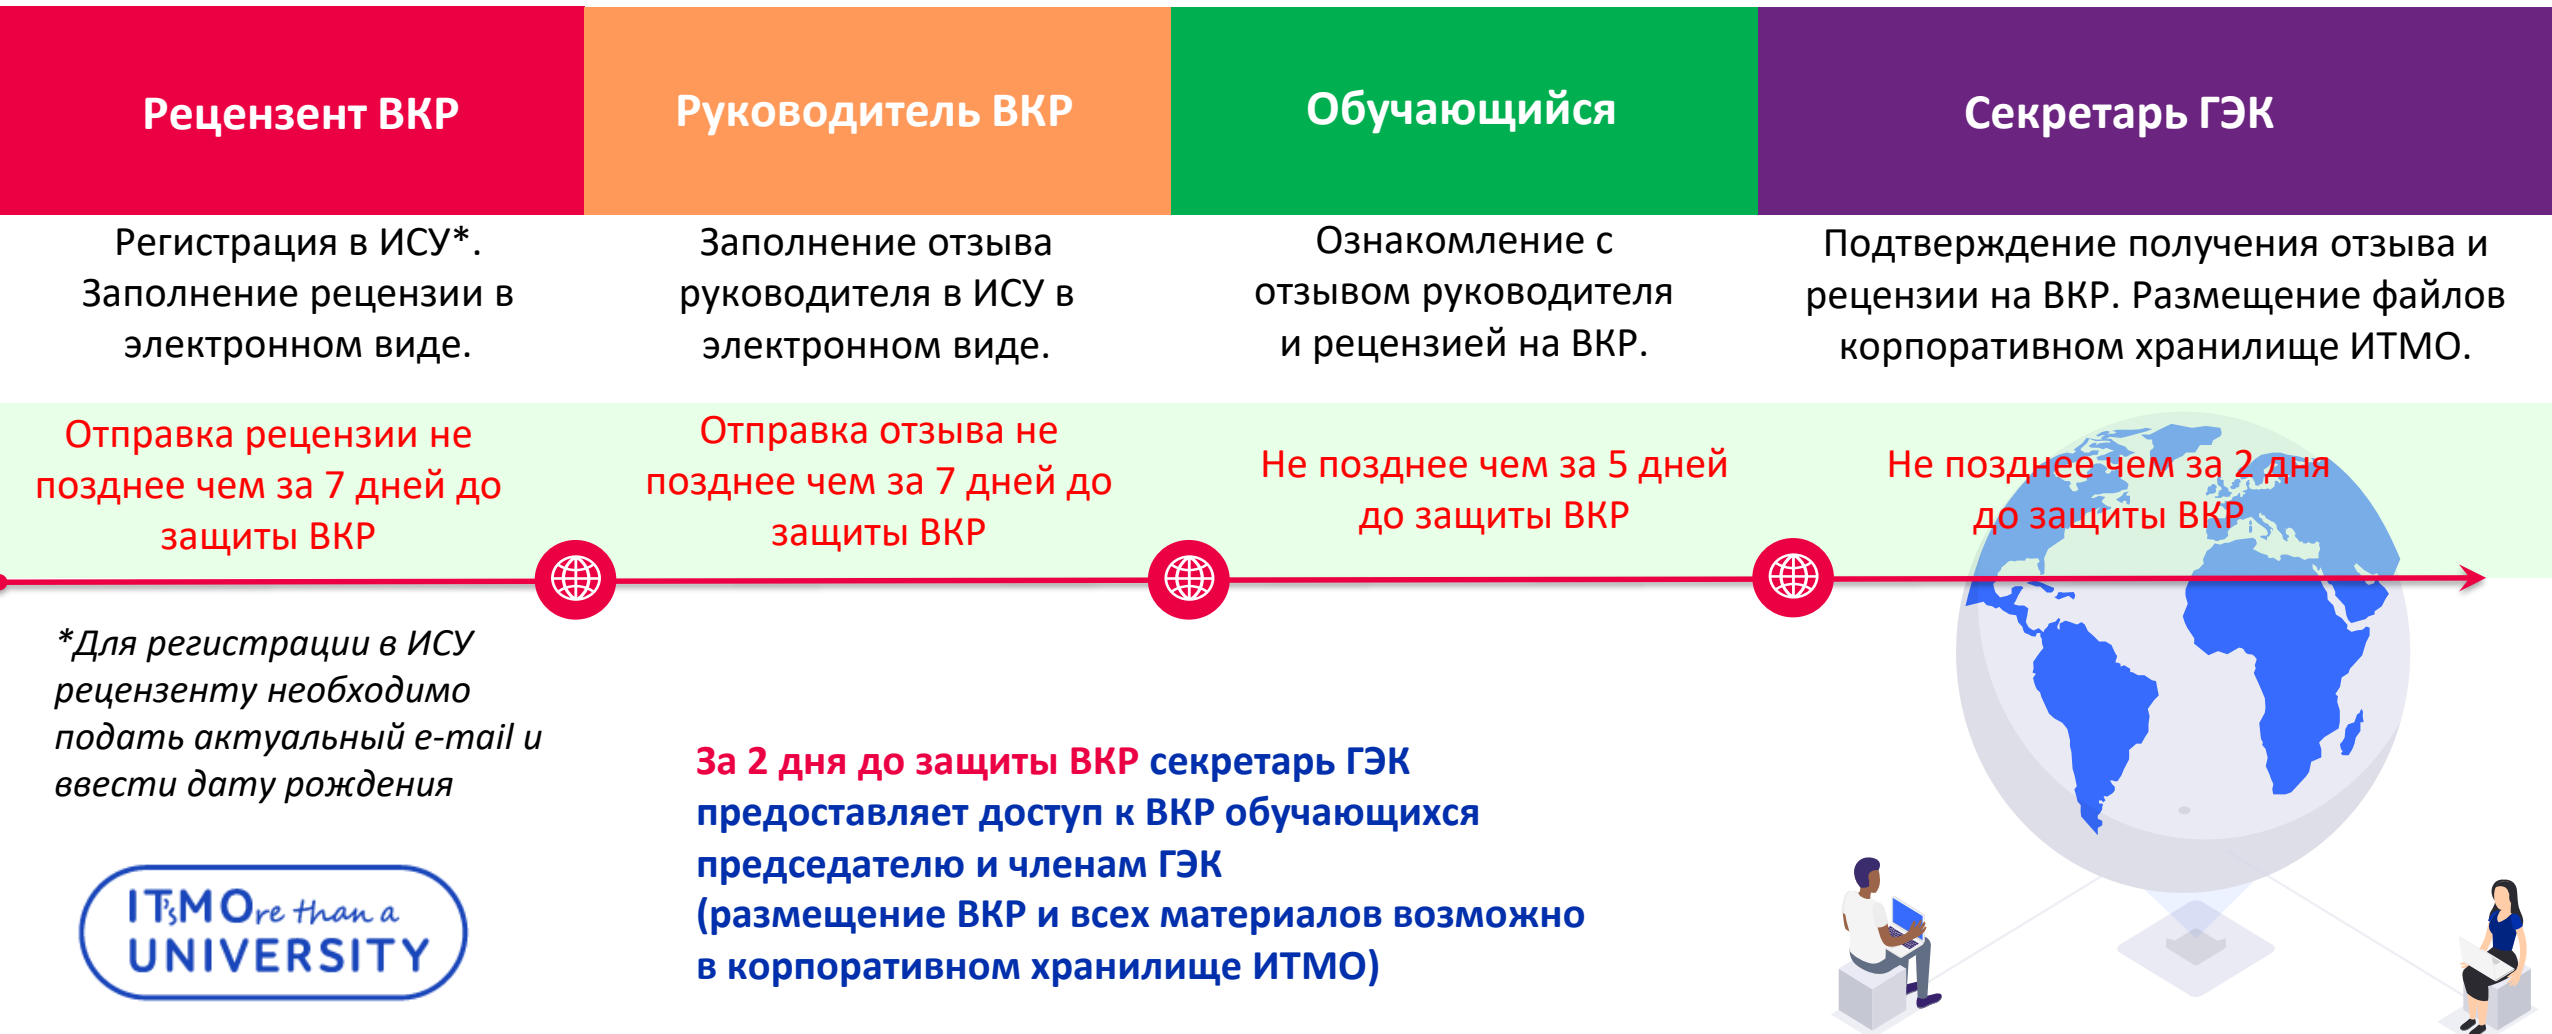 Рецензент ВКР
Руководитель ВКР
Обучающийся
Секретарь ГЭК
Регистрация в ИСУ*.
Заполнение рецензии в
электронном виде.
Заполнение отзыва
руководителя в ИСУ в
электронном виде.
Ознакомление с
отзывом руководителя
и рецензией на ВКР.
Подтверждение получения отзыва и
рецензии на ВКР. Размещение файлов
корпоративном хранилище ИТМО.
Отправка рецензии не
позднее чем за 7 дней до
защиты ВКР
Отправка отзыва не
позднее чем за 7 дней до
защиты ВКР
Не позднее чем за 5 дней
до защиты ВКР
Не позднее чем за 2 дня
до защиты ВКР
*Для регистрации в ИСУ
рецензенту необходимо
подать актуальный e-mail и
ввести дату рождения
За 2 дня до защиты ВКР секретарь ГЭК
предоставляет доступ к ВКР обучающихся
председателю и членам ГЭК
(размещение ВКР и всех материалов возможно
в корпоративном хранилище ИТМО)
IT'sMOre than a
UNIVERSITY